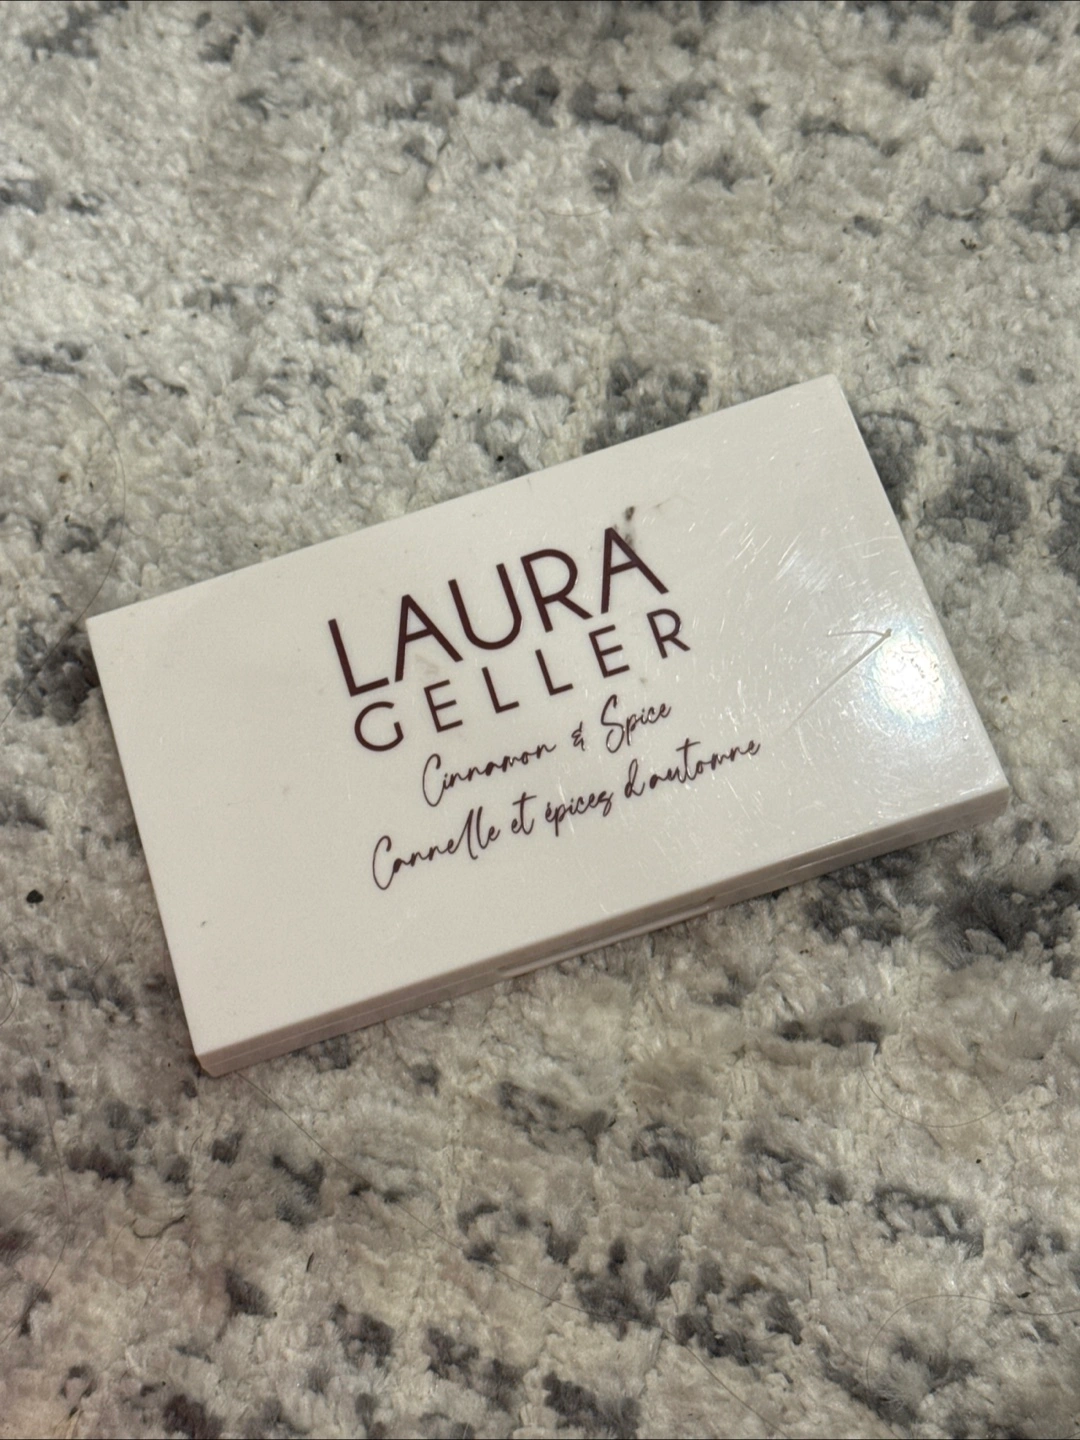 LAURA
GELLER
Cinnamon & Spice
Cannelle et épices d'automne